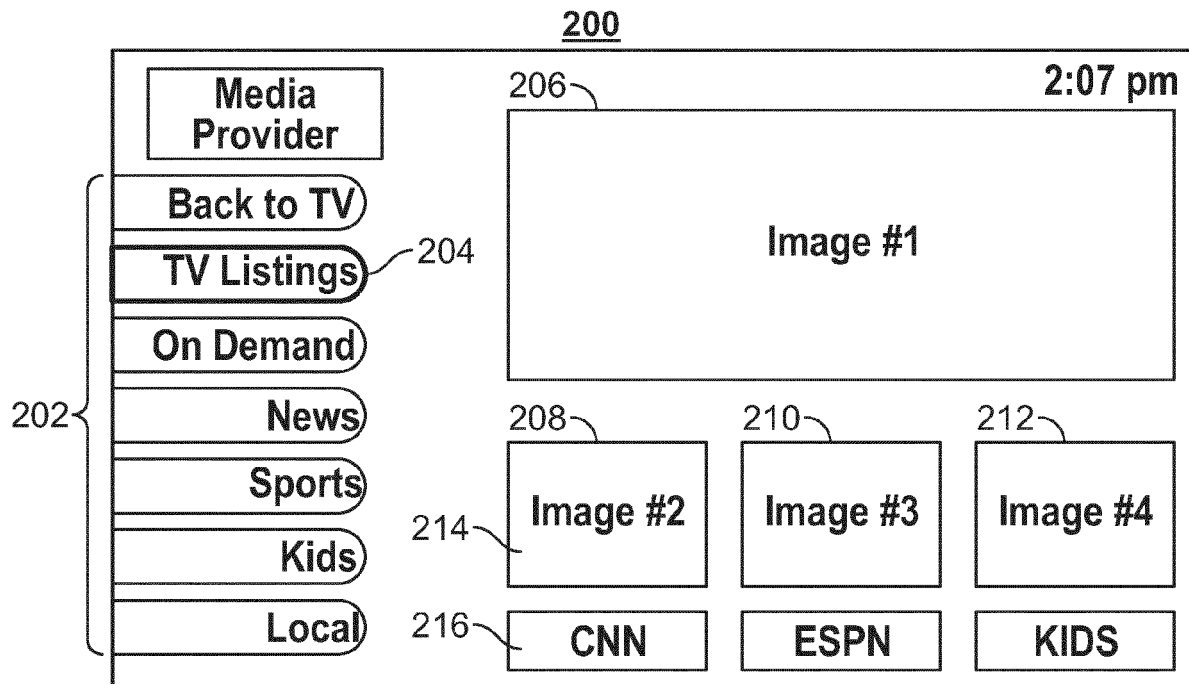 200
2:07 pm
Media
Provider
206
Back to TV
TV Listings
204
Image #1
On Demand
202
News
208
210
212
Sports
Image #2
Image #3
Image #4
214
Kids
Local
216
CNN
ESPN
KIDS